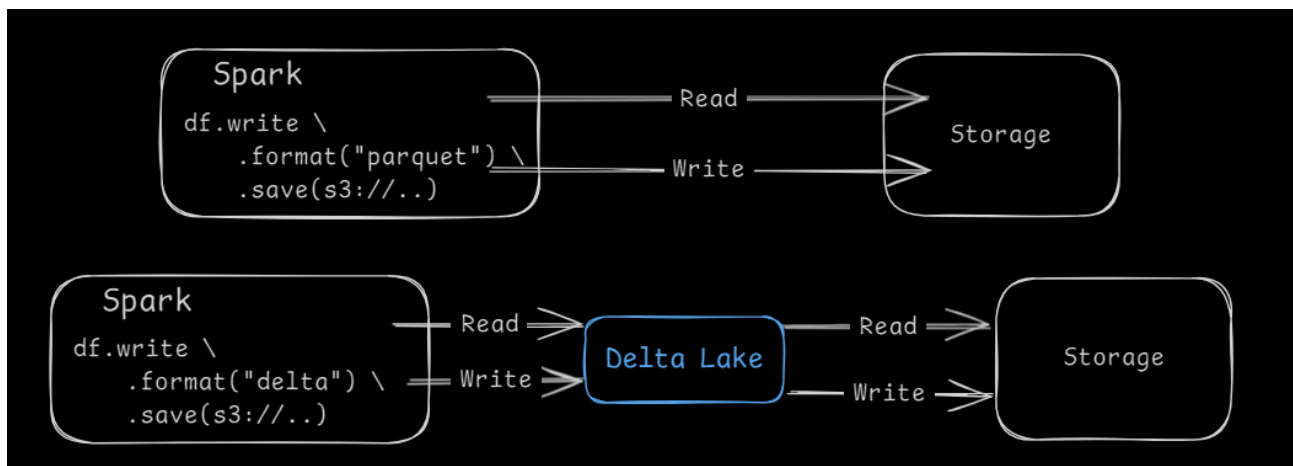 Spark
df.write \
.format("parquet") \
.save(s3://..)
Read
Write
Storage
Spark
df.write \
.format("delta") \
.save(s3://..)
Read
Write
Delta Lake
Read
Write
Storage